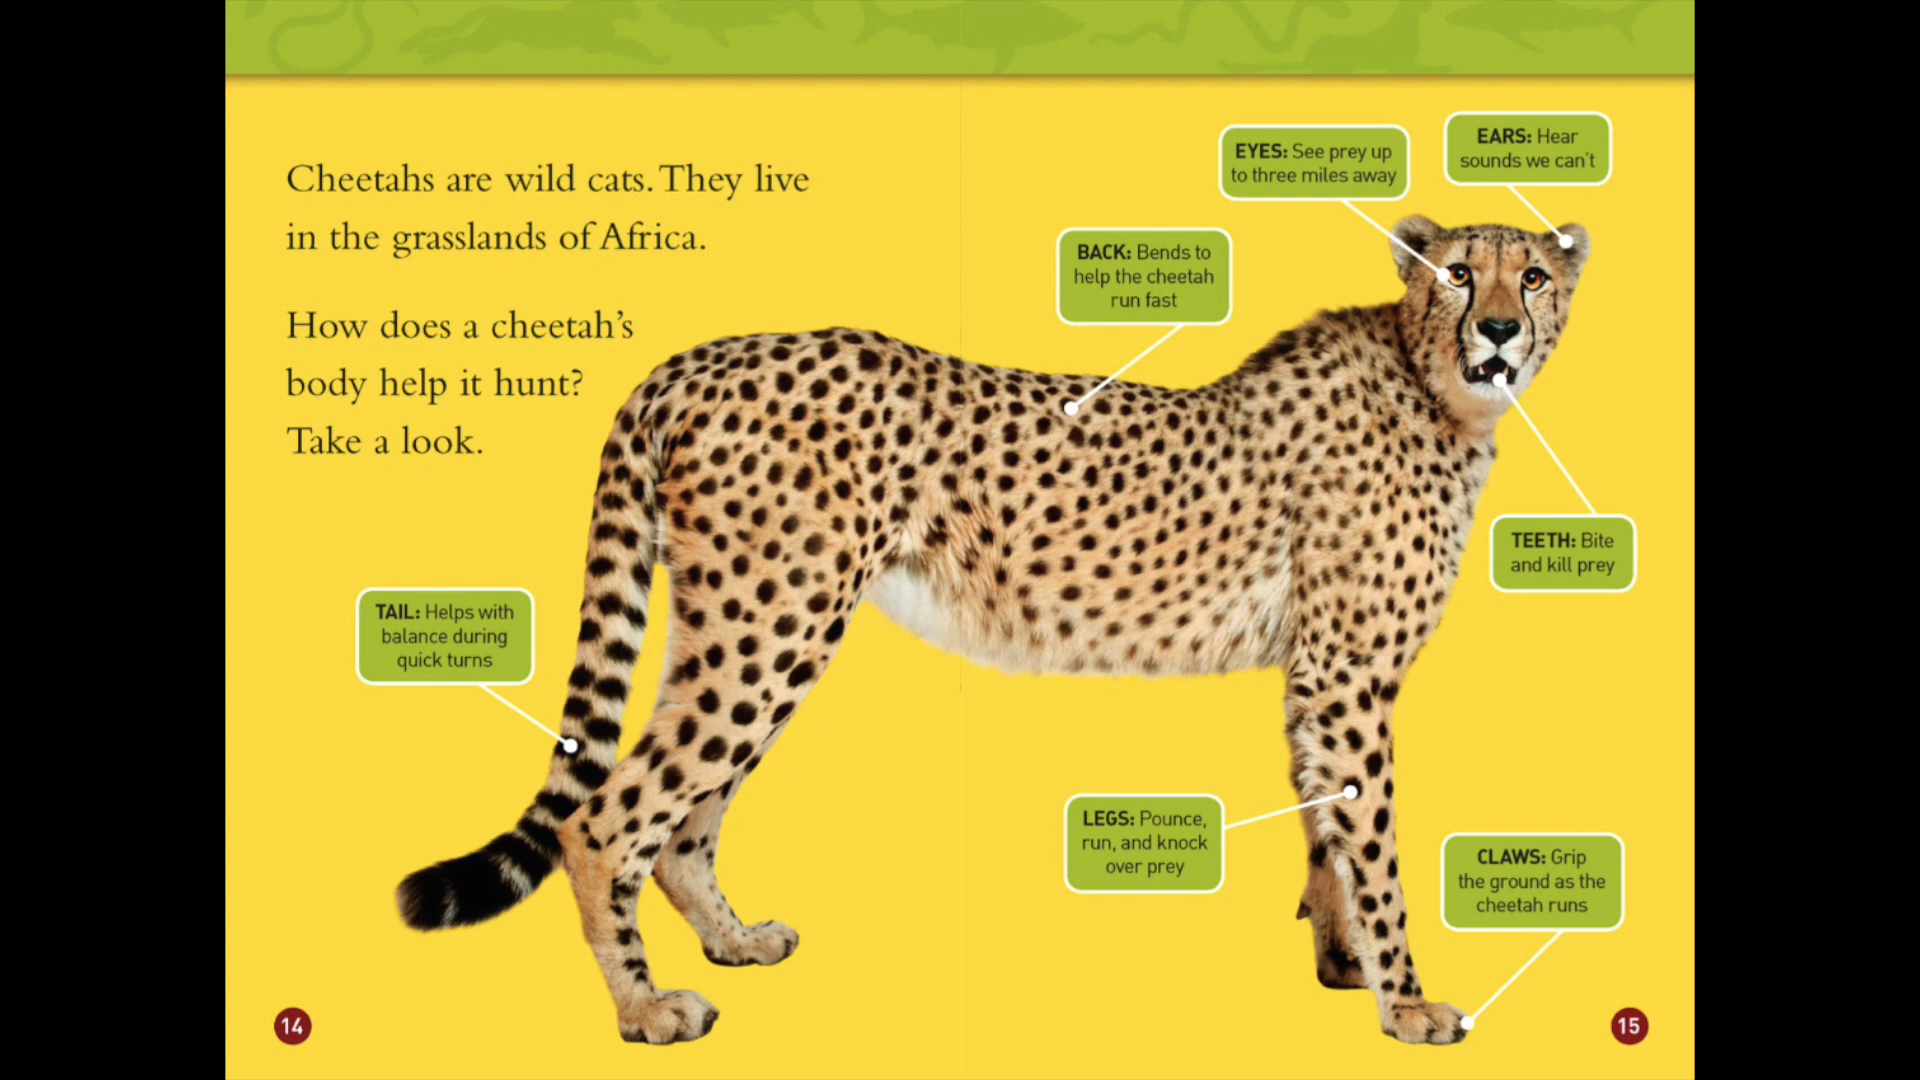 Cheetahs are wild cats. They live
in the grasslands of Africa.
How does a cheetah's
body help it hunt?
Take a look.
TAIL: Helps with
balance during
quick turns
14
EYES: See prey up
to three miles away
EARS: Hear
sounds we can't
BACK: Bends to
help the cheetah
run fast
TEETH: Bite
and kill prey
LEGS: Pounce,
run, and knock
over prey
CLAWS: Grip
the ground as the
cheetah runs
15